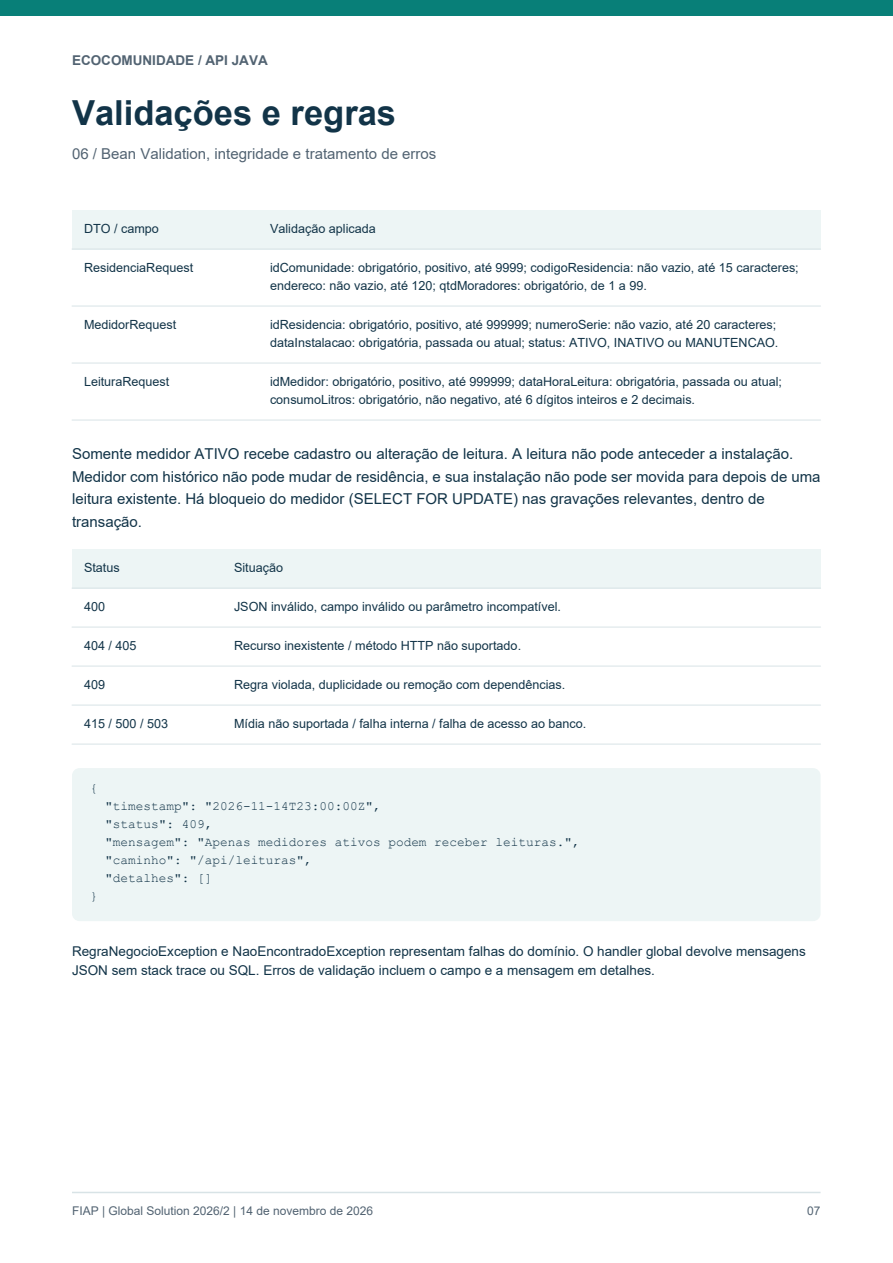 ECOCOMUNIDADE / API JAVA
Validações e regras
06 / Bean Validation, integridade e tratamento de erros
DTO / campo Validação aplicada
ResidenciaRequest idComunidade: obrigatório, positivo, até 9999; codigoResidencia: não vazio, até 15 caracteres;
endereco: não vazio, até 120; qtdMoradores: obrigatório, de 1 a 99.
MedidorRequest idResidencia: obrigatório, positivo, até 999999; numeroSerie: não vazio, até 20 caracteres;
dataInstalacao: obrigatória, passada ou atual; status: ATIVO, INATIVO ou MANUTENCAO.
LeituraRequest idMedidor: obrigatório, positivo, até 999999; dataHoraLeitura: obrigatória, passada ou atual;
consumoLitros: obrigatório, não negativo, até 6 dígitos inteiros e 2 decimais.
Somente medidor ATIVO recebe cadastro ou alteração de leitura. A leitura não pode anteceder a instalação.
Medidor com histórico não pode mudar de residência, e sua instalação não pode ser movida para depois de uma
leitura existente. Há bloqueio do medidor (SELECT FOR UPDATE) nas gravações relevantes, dentro de
transação.
Status Situação
400 JSON inválido, campo inválido ou parâmetro incompatível.
404 / 405 Recurso inexistente / método HTTP não suportado.
409 Regra violada, duplicidade ou remoção com dependências.
415 / 500 / 503 Mídia não suportada / falha interna / falha de acesso ao banco.
{
  "timestamp": "2026-11-14T23:00:00Z",
  "status": 409,
  "mensagem": "Apenas medidores ativos podem receber leituras.",
  "caminho": "/api/leituras",
  "detalhes": []
}
RegraNegocioException e NaoEncontradoException representam falhas do domínio. O handler global devolve mensagens
JSON sem stack trace ou SQL. Erros de validação incluem o campo e a mensagem em detalhes.
FIAP | Global Solution 2026/2 | 14 de novembro de 2026 07